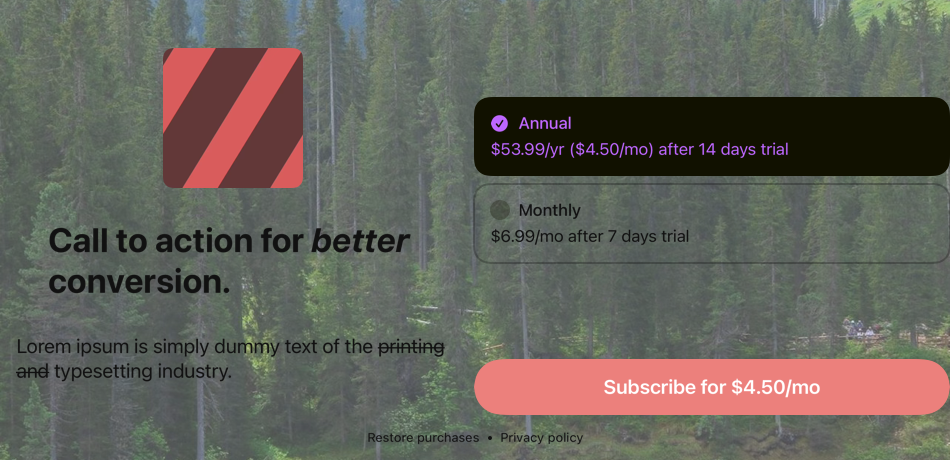 Call to action for better
conversion.
Lorem ipsum is simply dummy text of the printing
and typesetting industry.
Annual
$53.99/yr ($4.50/mo) after 14 days trial
Monthly
$6.99/mo after 7 days trial
Subscribe for $4.50/mo
Restore purchases • Privacy policy